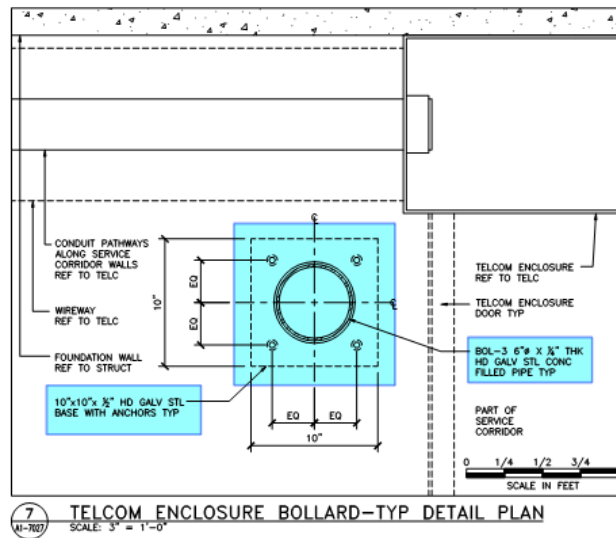 ℄
CONDUIT PATHWAYS
ALONG SERVICE
CORRIDOR WALLS
REF TO TELC
WIREWAY
REF TO TELC
FOUNDATION WALL
REF TO STRUCT
10"x10"x ½" HD GALV STL
BASE WITH ANCHORS TYP
10"
EQ
EQ
℄
EQ
EQ
10"
TELCOM ENCLOSURE
REF TO TELC
TELCOM ENCLOSURE
DOOR TYP
BOL-3 6"ø X ¼" THK
HD GALV STL CONC
FILLED PIPE TYP
PART OF
SERVICE
CORRIDOR
0 1/4 1/2 3/4
SCALE IN FEET
7
A1-7027
TELCOM ENCLOSURE BOLLARD-TYP DETAIL PLAN
SCALE: 3" = 1'-0"